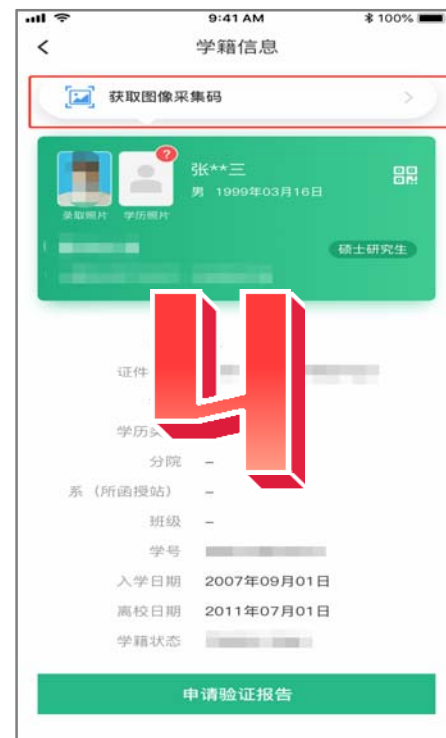 9:41 AM
100%
学籍信息
获取图像采集码
?
张**三
男 1999年03月16日
录取照片 学历照片
硕士研究生
4
证件
学历
分院 –
系（所函授站） –
班级 –
学号
入学日期 2007年09月01日
离校日期 2011年07月01日
学籍状态
申请验证报告